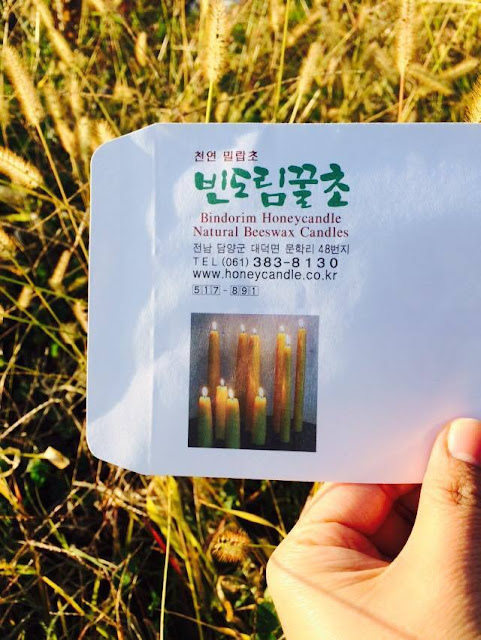 천연 밀랍초
빈도림꿀초
Bindorim Honeycandle
Natural Beeswax Candles
전남 담양군 대덕면 문학리 48번지
TEL (061) 383-8130
www.honeycandle.co.kr
517-891